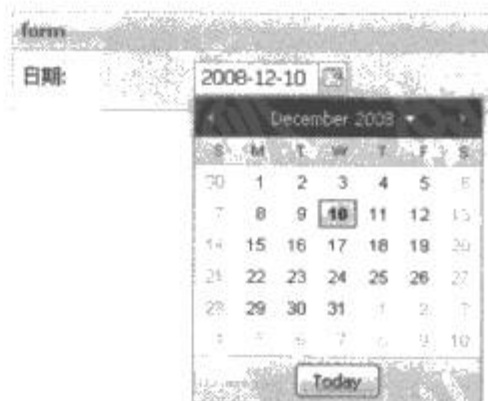 form
日期: 2008-12-10
December 2008
S M T W T F S
30 1 2 3 4 5 6
7 8 9 10 11 12 13
14 15 16 17 18 19 20
21 22 23 24 25 26 27
28 29 30 31 1 2 3
4 5 6 7 8 9 10
Today